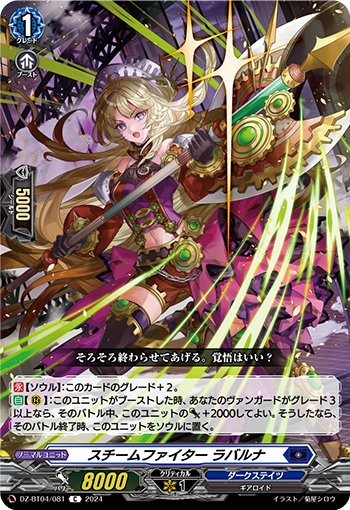 1
グレード
ブースト
5000
シールド
そろそろ終わらせてあげる。覚悟はいい？
永【ソウル】：このカードのグレード＋２。
自【(R)】：このユニットがブーストした時、あなたのヴァンガードがグレード３
以上なら、そのバトル中、このユニットの＋2000してよい。そうしたなら、
そのバトル終了時、このユニットをソウルに置く。
ノーマルユニット
スチームファイター ラバルナ
ダークステイツ
パワー
8000
クリティカル
1
ギアロイド
DZ-BT04/081 C 2024
イラスト／菊屋シロウ